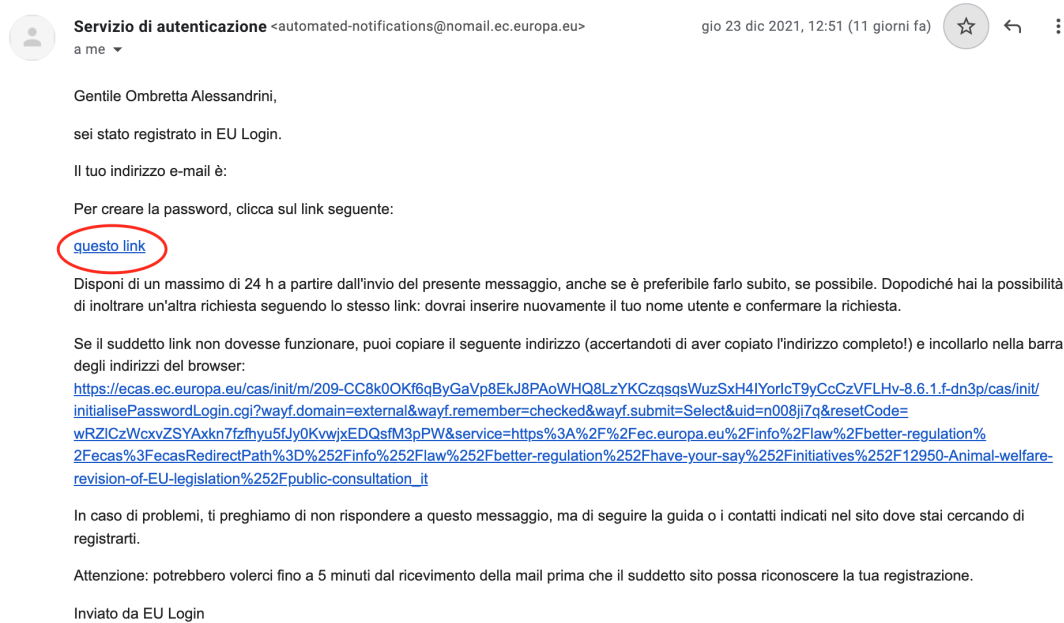 Servizio di autenticazione <automated-notifications@nomail.ec.europa.eu> gio 23 dic 2021, 12:51 (11 giorni fa)
a me
Gentile Ombretta Alessandrini,
sei stato registrato in EU Login.
Il tuo indirizzo e-mail è:
Per creare la password, clicca sul link seguente:
questo link
Disponi di un massimo di 24 h a partire dall'invio del presente messaggio, anche se è preferibile farlo subito, se possibile. Dopodiché hai la possibilità
di inoltrare un'altra richiesta seguendo lo stesso link: dovrai inserire nuovamente il tuo nome utente e confermare la richiesta.
Se il suddetto link non dovesse funzionare, puoi copiare il seguente indirizzo (accertandoti di aver copiato l'indirizzo completo!) e incollarlo nella barra
degli indirizzi del browser:
https://ecas.ec.europa.eu/cas/init/m/209-CC8k0OKf6qByGaVp8EkJ8PAoWHQ8LzYKCzqsqsWuzSxH4IYorIcT9yCcCzVFLHv-8.6.1.f-dn3p/cas/init/
initialisePasswordLogin.cgi?wayf.domain=external&wayf.remember=checked&wayf.submit=Select&uid=n008ji7q&resetCode=
wRZlCzWcxvZSYAxkn7fzfhyu5fJy0KvwjxEDQsfM3pPW&service=https%3A%2F%2Fec.europa.eu%2Finfo%2Flaw%2Fbetter-regulation%
2Fecas%3FecasRedirectPath%3D%252Finfo%252Flaw%252Fbetter-regulation%252Fhave-your-say%252Finitiatives%252F12950-Animal-welfare-
revision-of-EU-legislation%252Fpublic-consultation_it
In caso di problemi, ti preghiamo di non rispondere a questo messaggio, ma di seguire la guida o i contatti indicati nel sito dove stai cercando di
registrarti.
Attenzione: potrebbero volerci fino a 5 minuti dal ricevimento della mail prima che il suddetto sito possa riconoscere la tua registrazione.
Inviato da EU Login